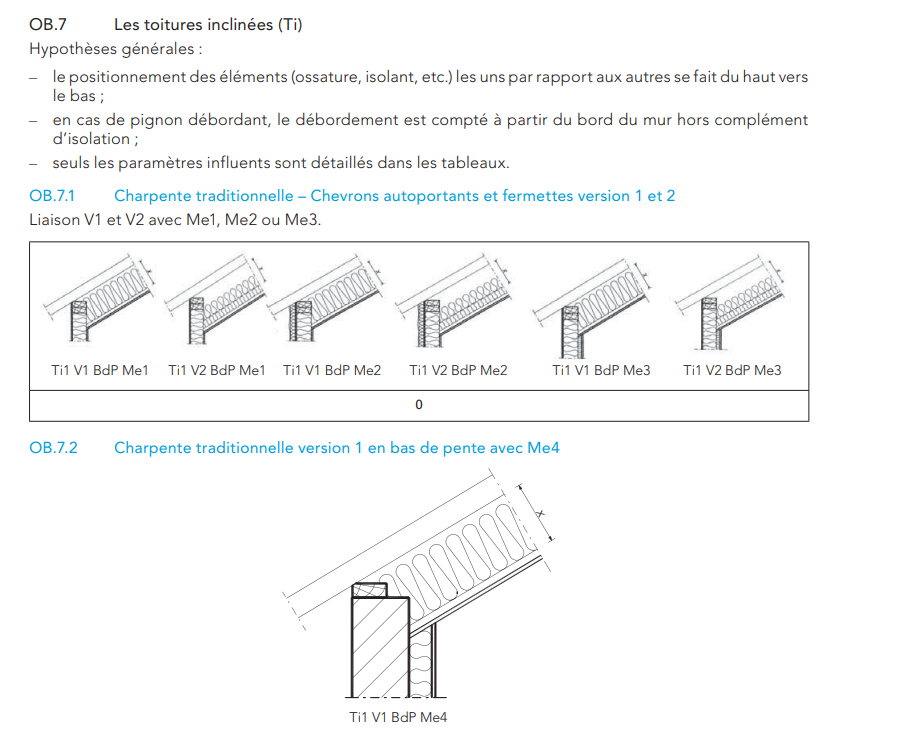 OB.7 Les toitures inclinées (Ti)
Hypothèses générales :
– le positionnement des éléments (ossature, isolant, etc.) les uns par rapport aux autres se fait du haut vers
le bas ;
– en cas de pignon débordant, le débordement est compté à partir du bord du mur hors complément
d’isolation ;
– seuls les paramètres influents sont détaillés dans les tableaux.
OB.7.1 Charpente traditionnelle – Chevrons autoportants et fermettes version 1 et 2
Liaison V1 et V2 avec Me1, Me2 ou Me3.
x x x x x x
Ti1 V1 BdP Me1 Ti1 V2 BdP Me1 Ti1 V1 BdP Me2 Ti1 V2 BdP Me2 Ti1 V1 BdP Me3 Ti1 V2 BdP Me3
0
OB.7.2 Charpente traditionnelle version 1 en bas de pente avec Me4
x
Ti1 V1 BdP Me4